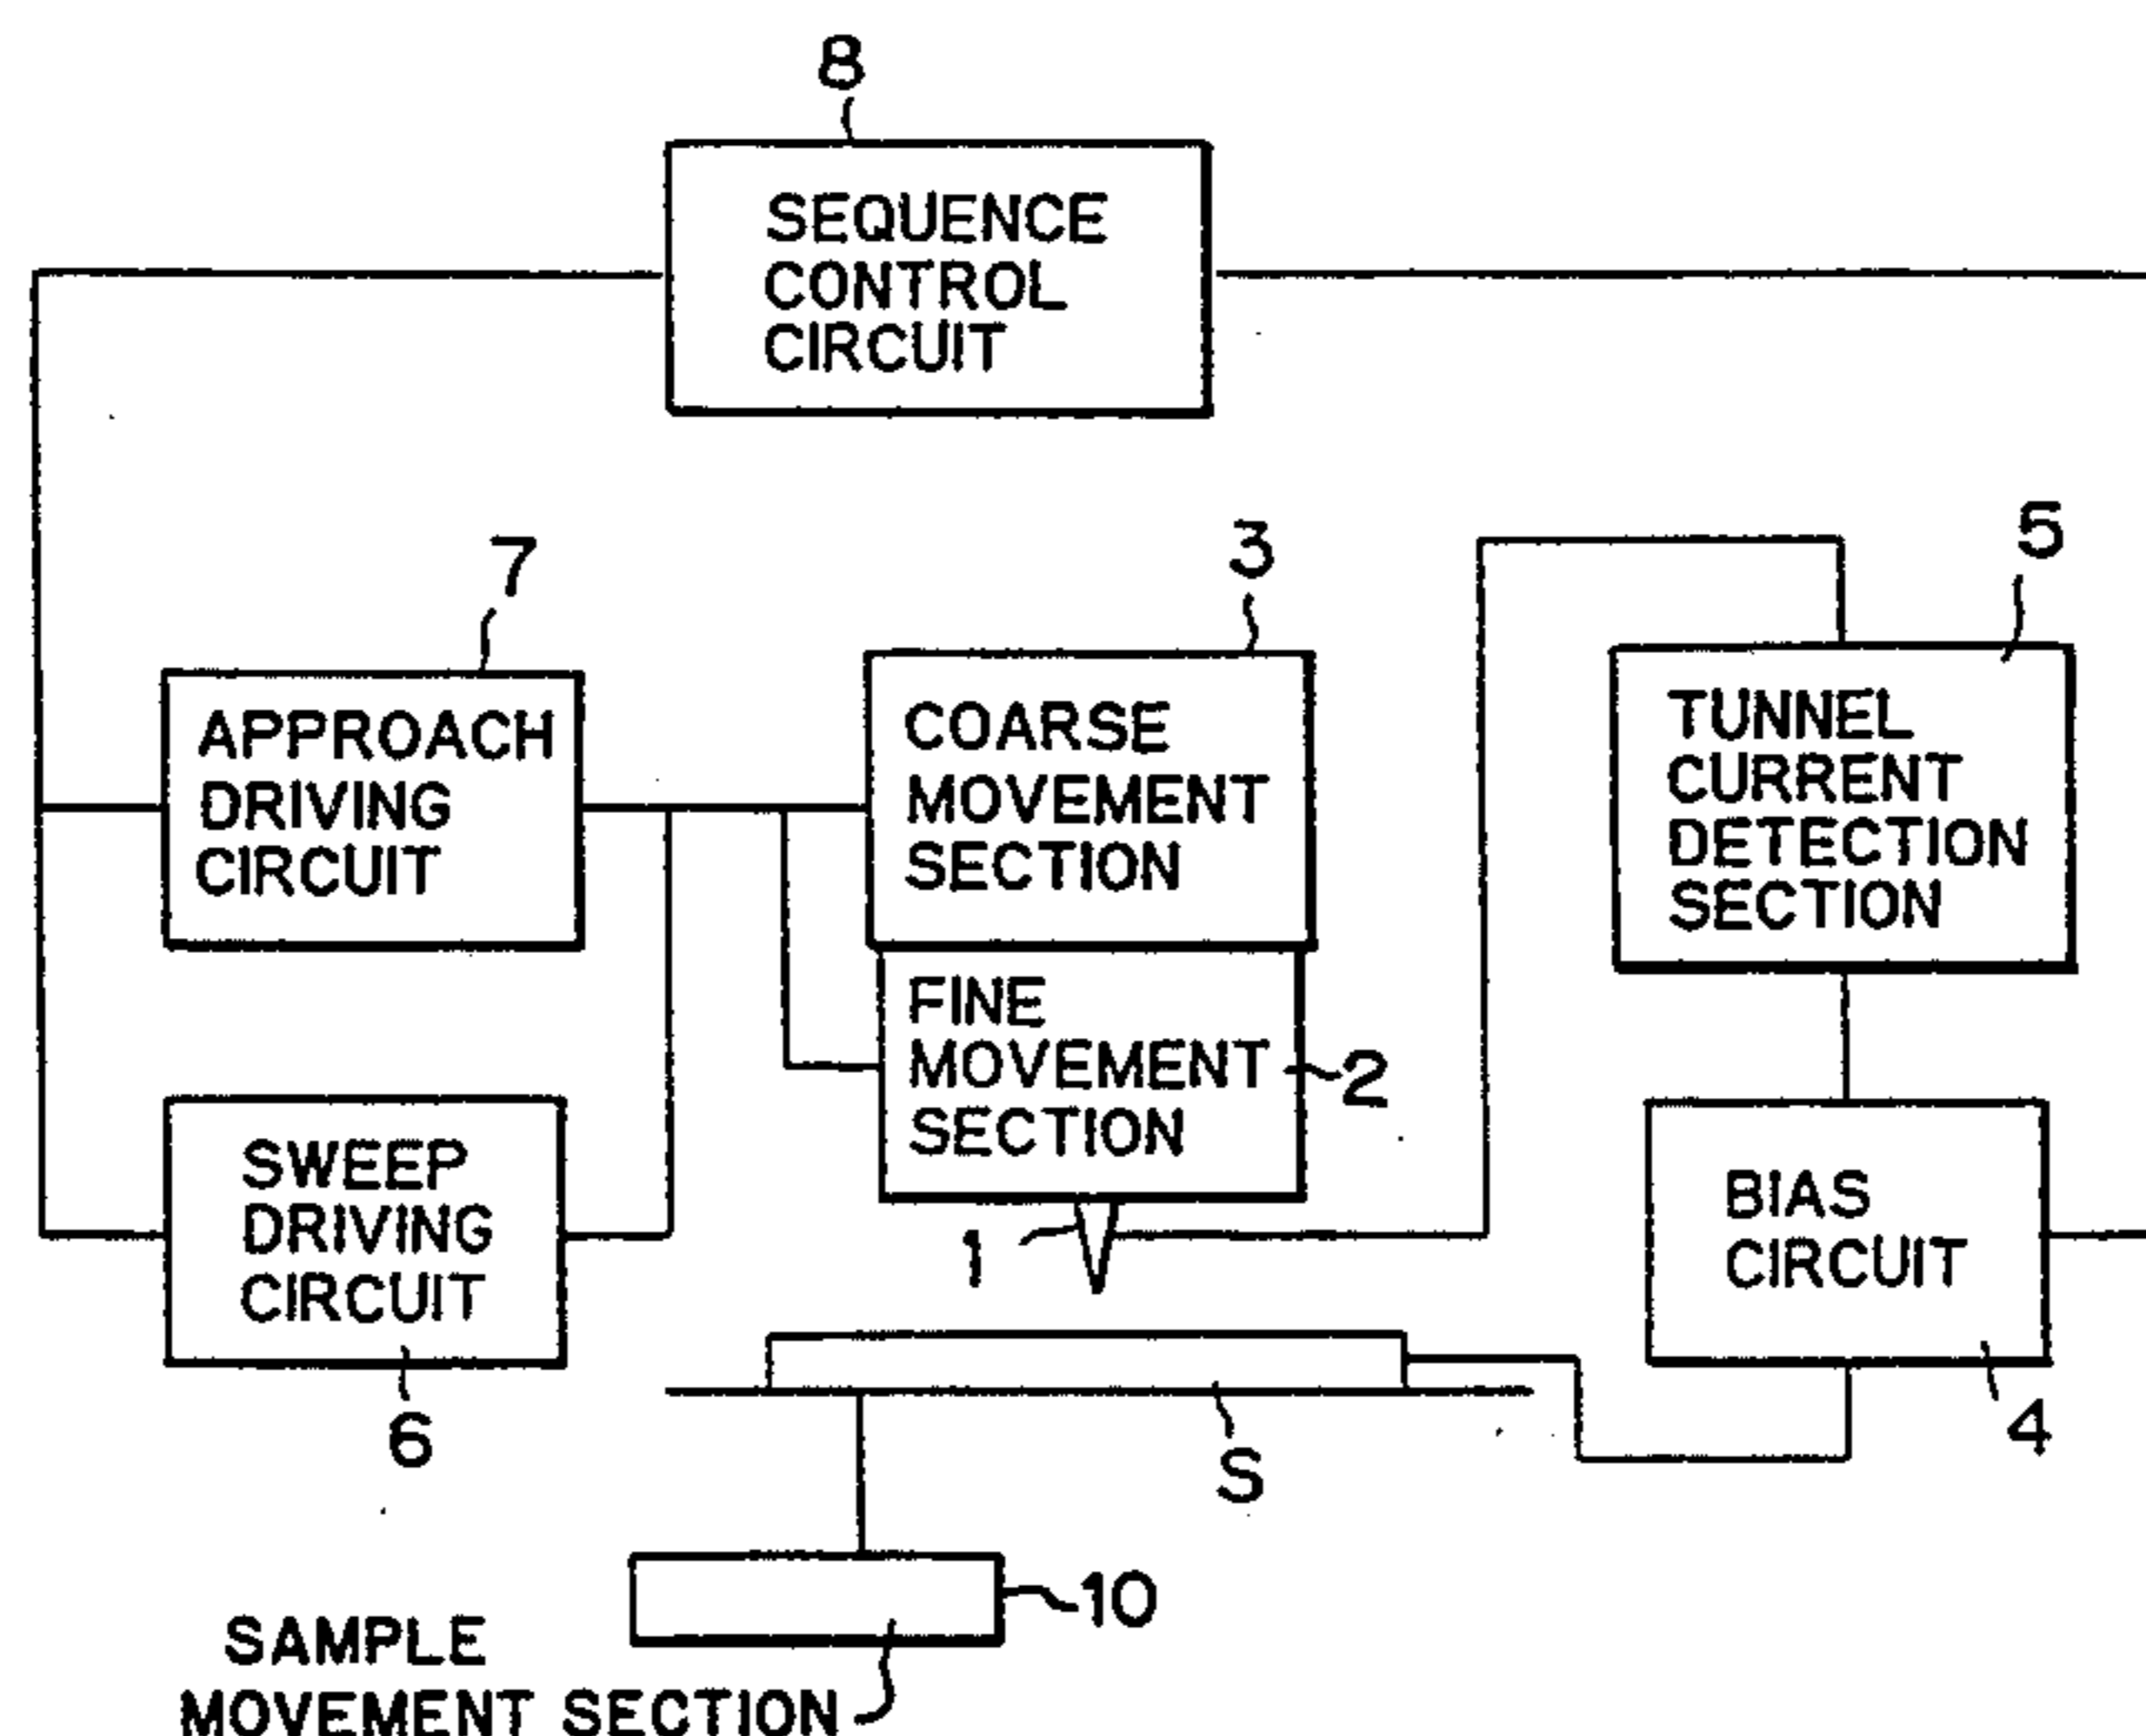 8
SEQUENCE
CONTROL
CIRCUIT
7
APPROACH
DRIVING
CIRCUIT
3
COARSE
MOVEMENT
SECTION
5
TUNNEL
CURRENT
DETECTION
SECTION
FINE
MOVEMENT
SECTION
2
SWEEP
DRIVING
CIRCUIT
6
1
BIAS
CIRCUIT
4
S
10
SAMPLE
MOVEMENT SECTION